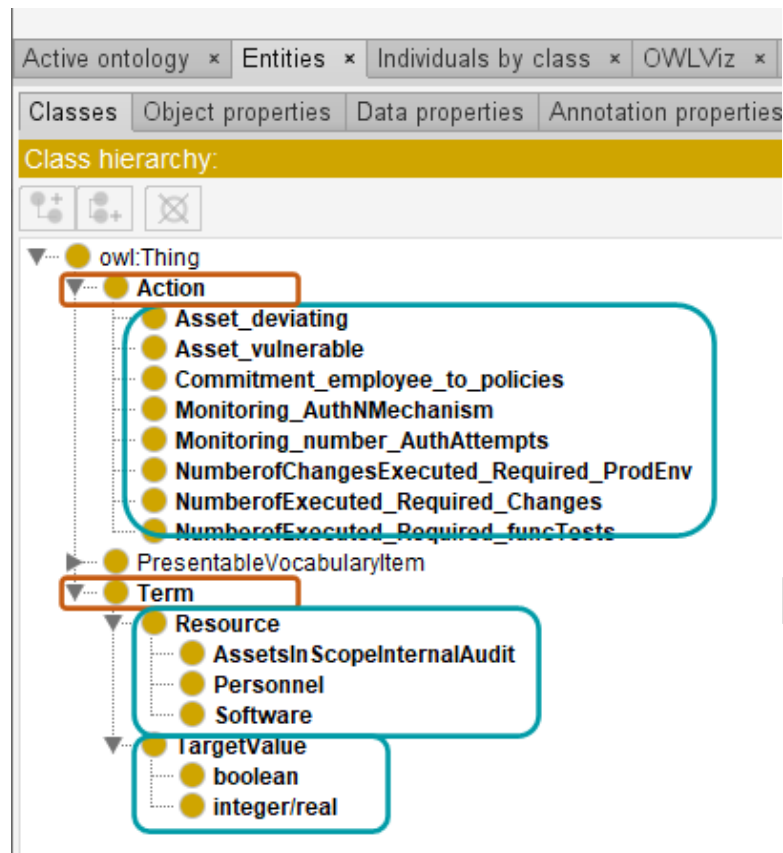 Active ontology × Entities × Individuals by class × OWLViz ×
Classes Object properties Data properties Annotation properties
Class hierarchy:
owl:Thing
Action
Asset_deviating
Asset_vulnerable
Commitment_employee_to_policies
Monitoring_AuthNMechanism
Monitoring_number_AuthAttempts
NumberofChangesExecuted_Required_ProdEnv
NumberofExecuted_Required_Changes
NumberofExecuted_Required_funcTests
PresentableVocabularyItem
Term
Resource
AssetsInScopeInternalAudit
Personnel
Software
TargetValue
boolean
integer/real